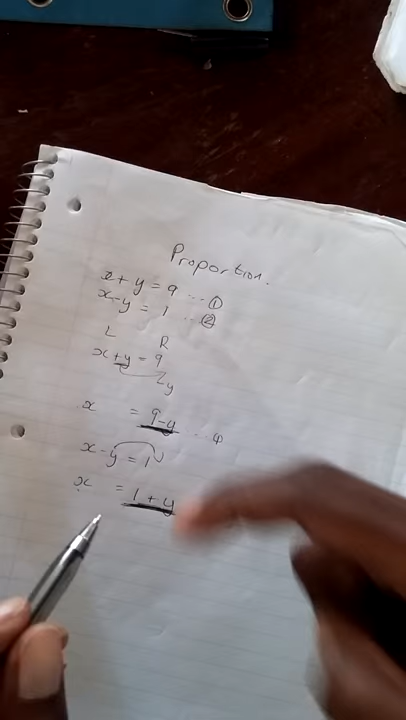 Proportion.
x + y = 9 ... ①
x - y = 1 ... ②
L R
x + y = 9
x = 9 - y
x - y = 1
x = 1 + y